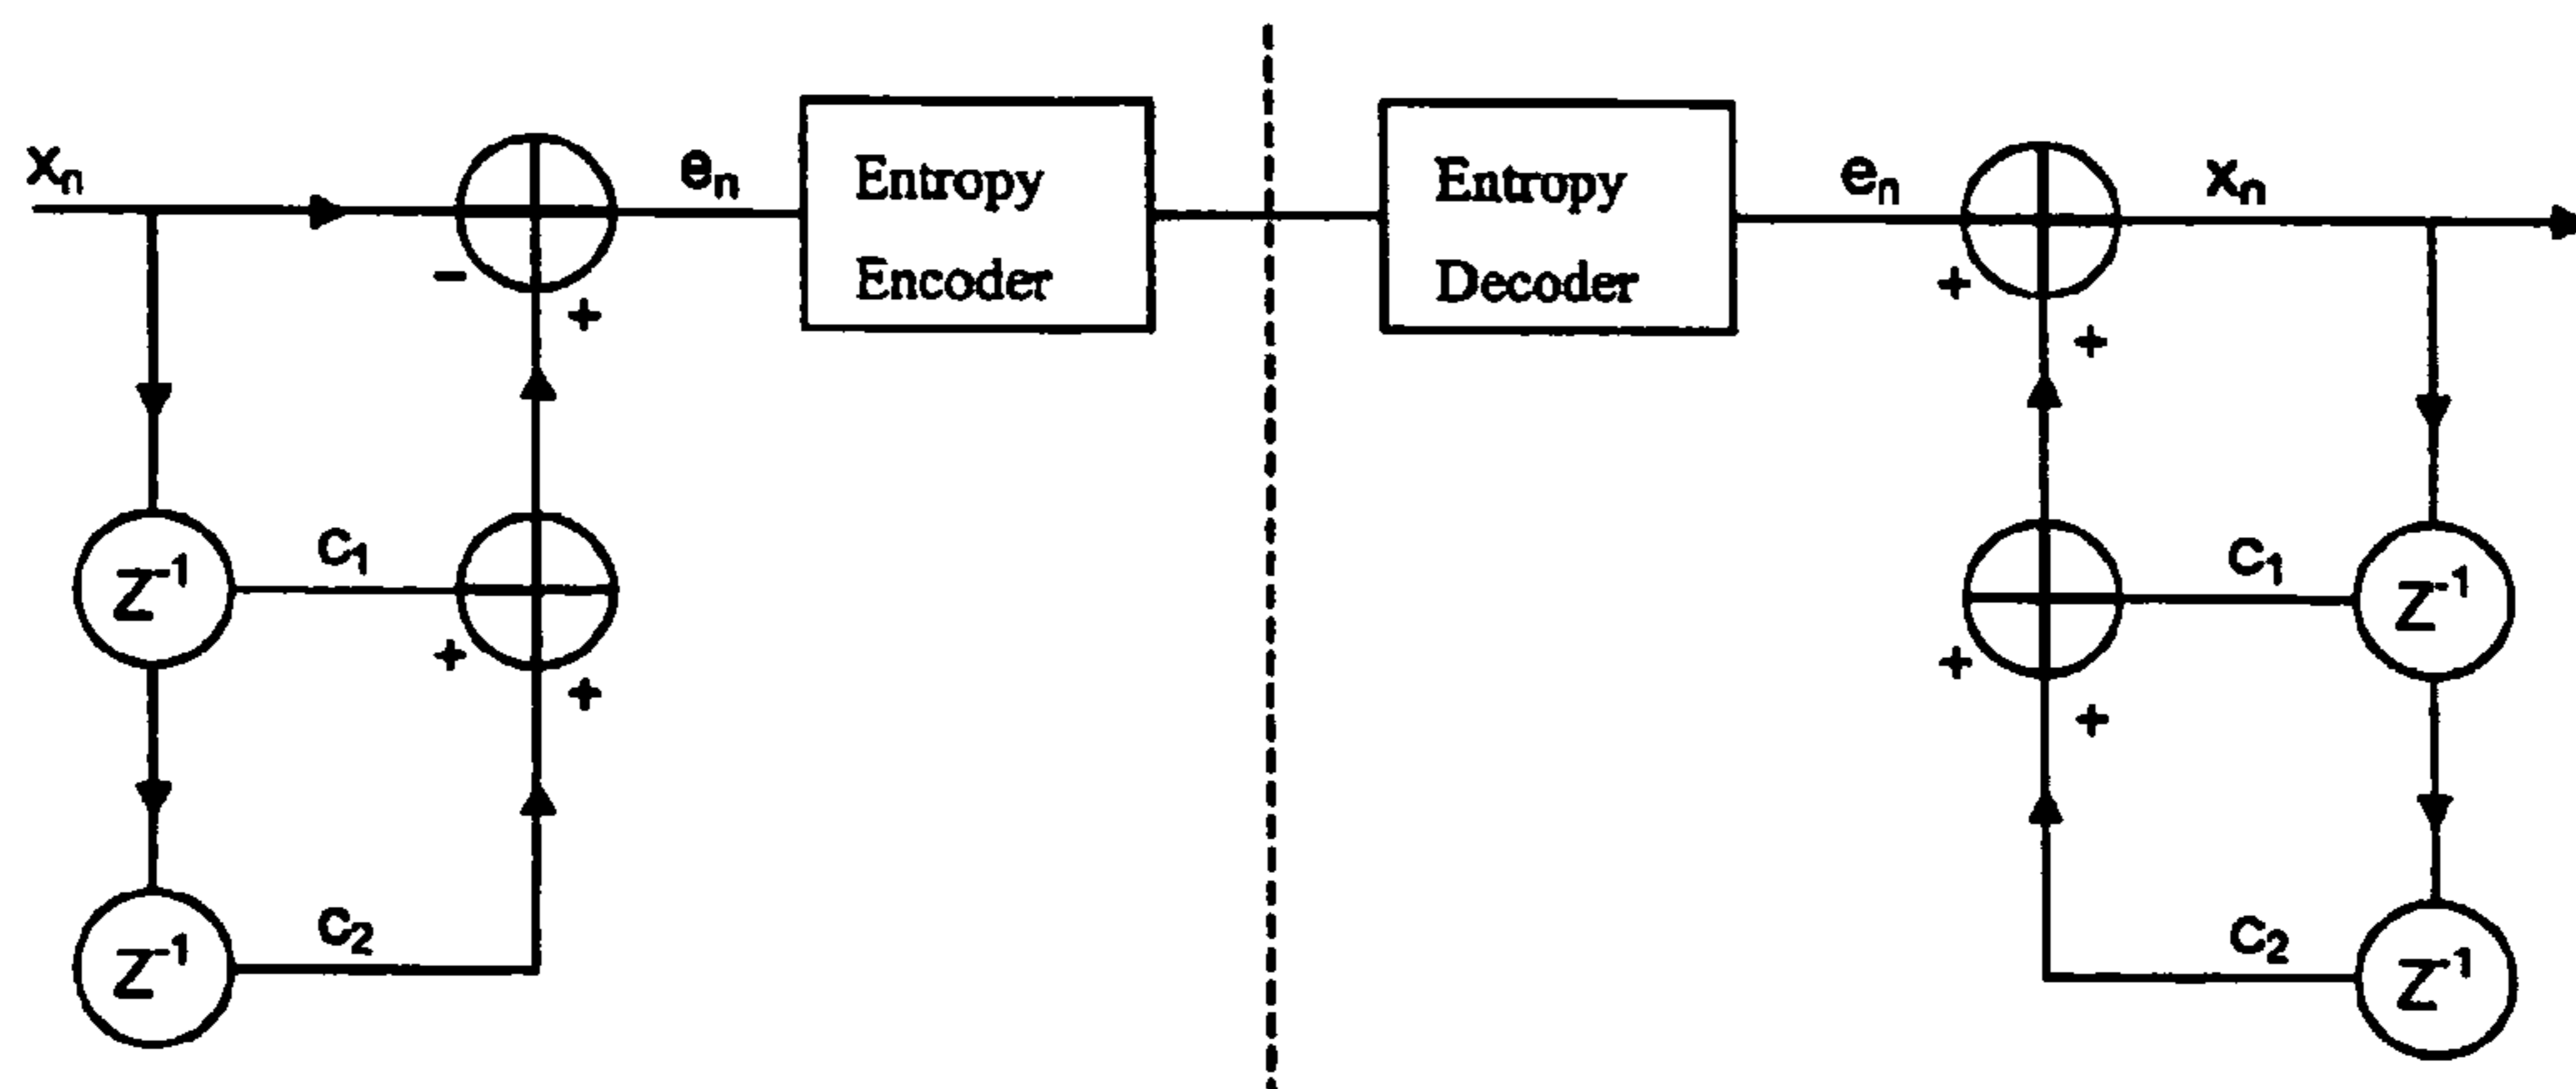 xₙ
eₙ
Entropy
Encoder
Entropy
Decoder
eₙ
xₙ
−
+
+
+
Z⁻¹
c₁
+
+
+
+
c₁
Z⁻¹
Z⁻¹
c₂
c₂
Z⁻¹